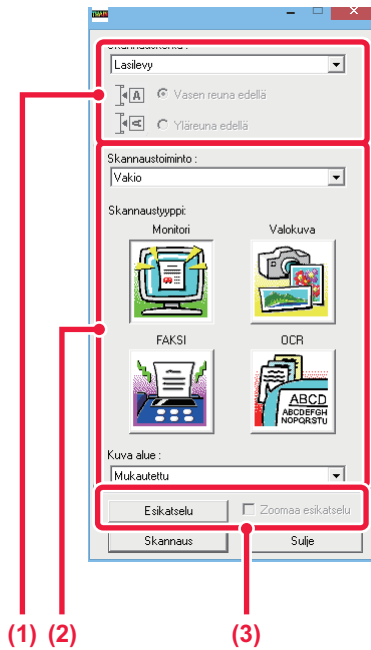 TWAIN
Lasilevy
A
Vasen reuna edellä
A
Yläreuna edellä
Skannaustoiminto :
Vakio
Skannaustyyppi:
Monitori
Valokuva
FAKSI
OCR
ABCD
ABCDEFGH
NOPQRSTU
Kuva alue :
Mukautettu
Esikatselu
Zoomaa esikatselu
Skannaus
Sulje
(1) (2) (3)